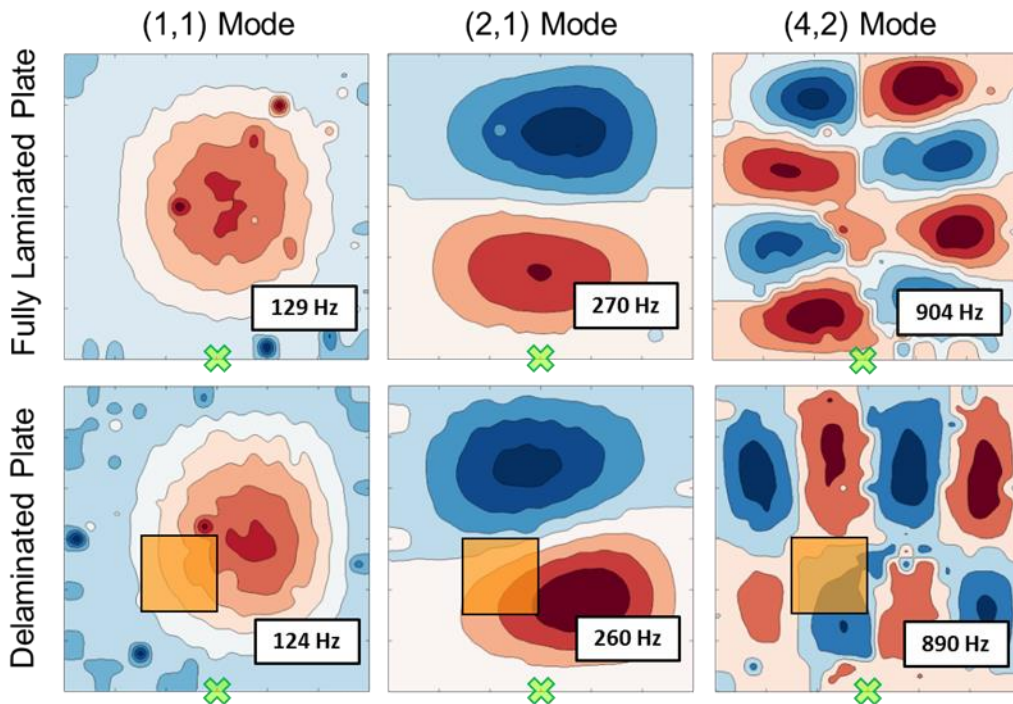 (1,1) Mode (2,1) Mode (4,2) Mode
Fully Laminated Plate
129 Hz 270 Hz 904 Hz
Delaminated Plate
124 Hz 260 Hz 890 Hz